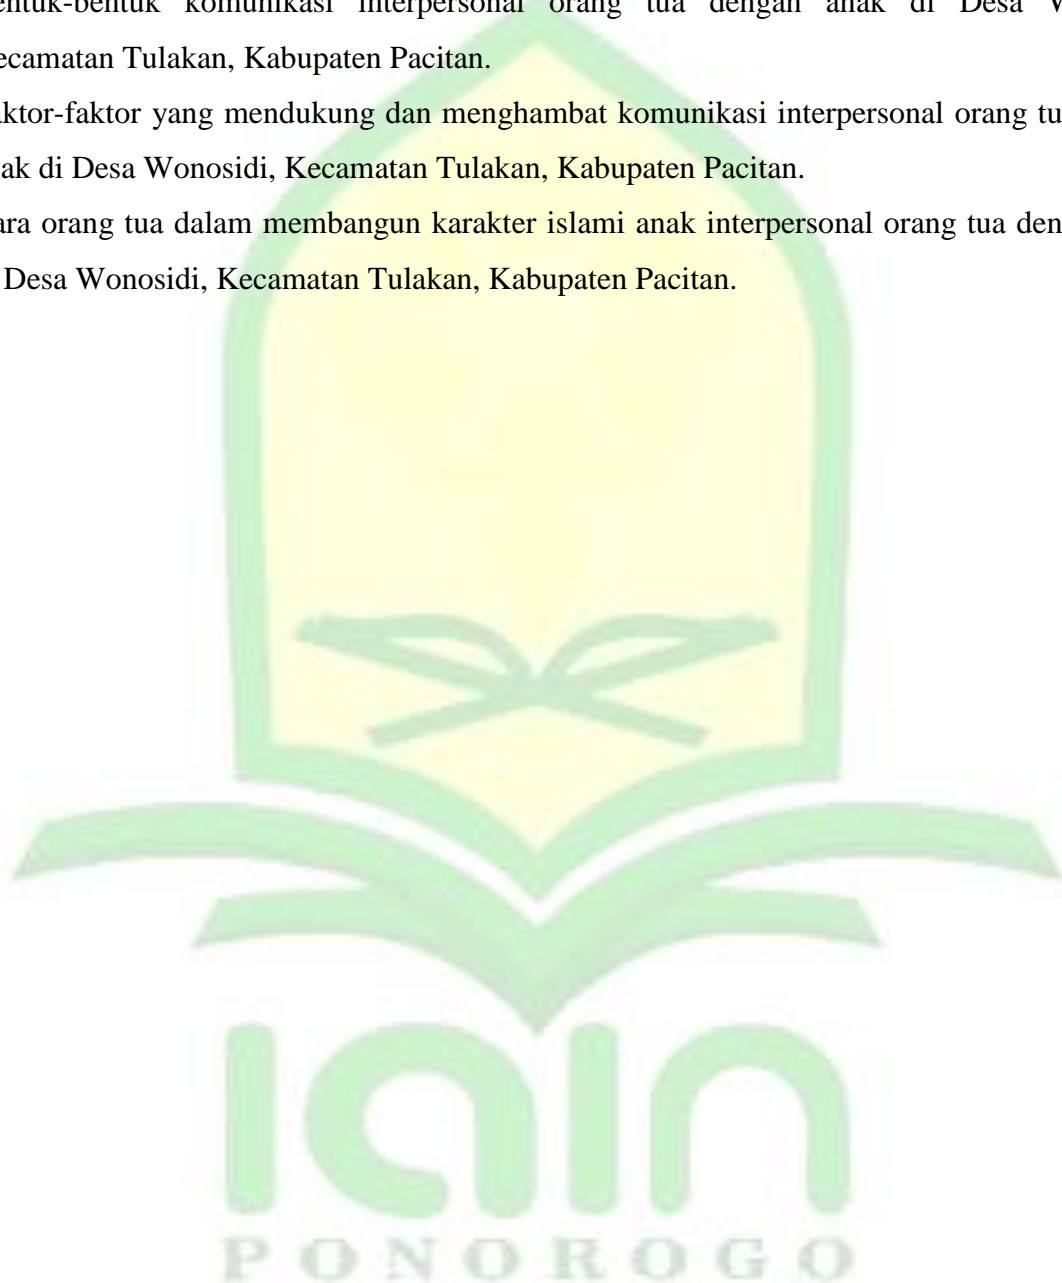 entuk-bentuk komunikasi interpersonal orang tua dengan anak di Desa W
ecamatan Tulakan, Kabupaten Pacitan.
aktor-faktor yang mendukung dan menghambat komunikasi interpersonal orang tu
ak di Desa Wonosidi, Kecamatan Tulakan, Kabupaten Pacitan.
ara orang tua dalam membangun karakter islami anak interpersonal orang tua den
Desa Wonosidi, Kecamatan Tulakan, Kabupaten Pacitan.
iain
PONOROGO